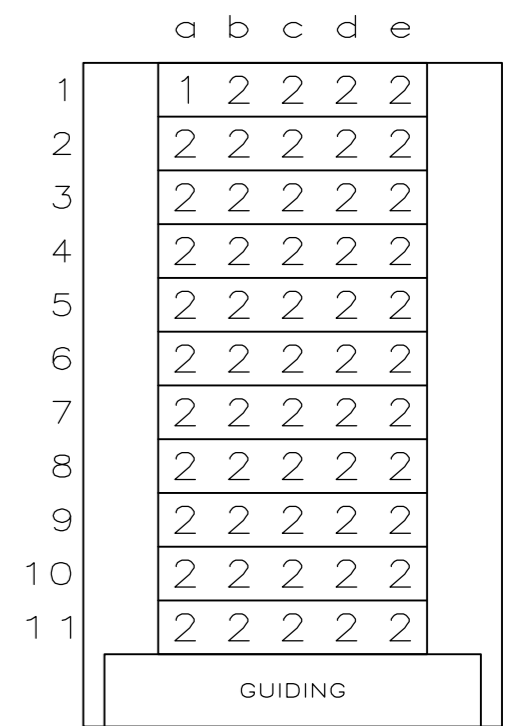 a b c d e
1 1 2 2 2 2
2 2 2 2 2 2
3 2 2 2 2 2
4 2 2 2 2 2
5 2 2 2 2 2
6 2 2 2 2 2
7 2 2 2 2 2
8 2 2 2 2 2
9 2 2 2 2 2
10 2 2 2 2 2
11 2 2 2 2 2
GUIDING